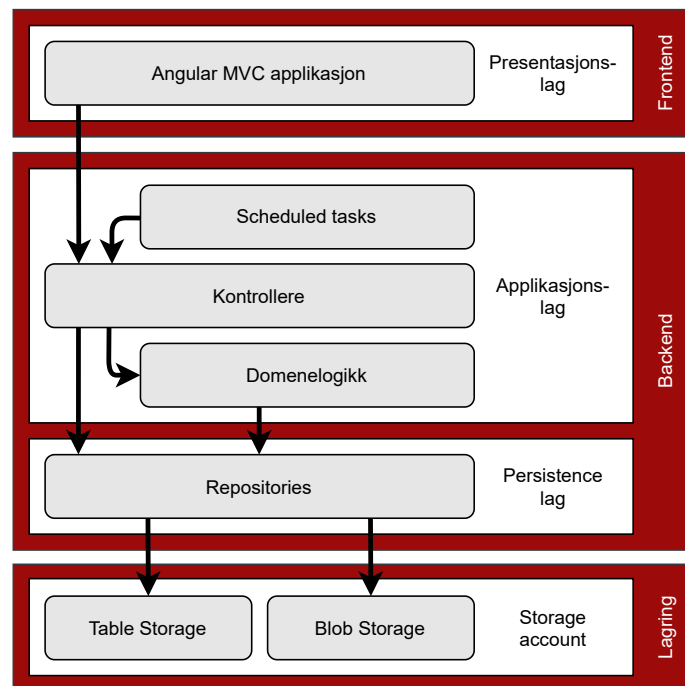 Angular MVC applikasjon
Presentasjons-
lag
Frontend
Scheduled tasks
Kontrollere
Applikasjons-
lag
Domenelogikk
Backend
Repositories
Persistence
lag
Table Storage
Blob Storage
Storage
account
Lagring